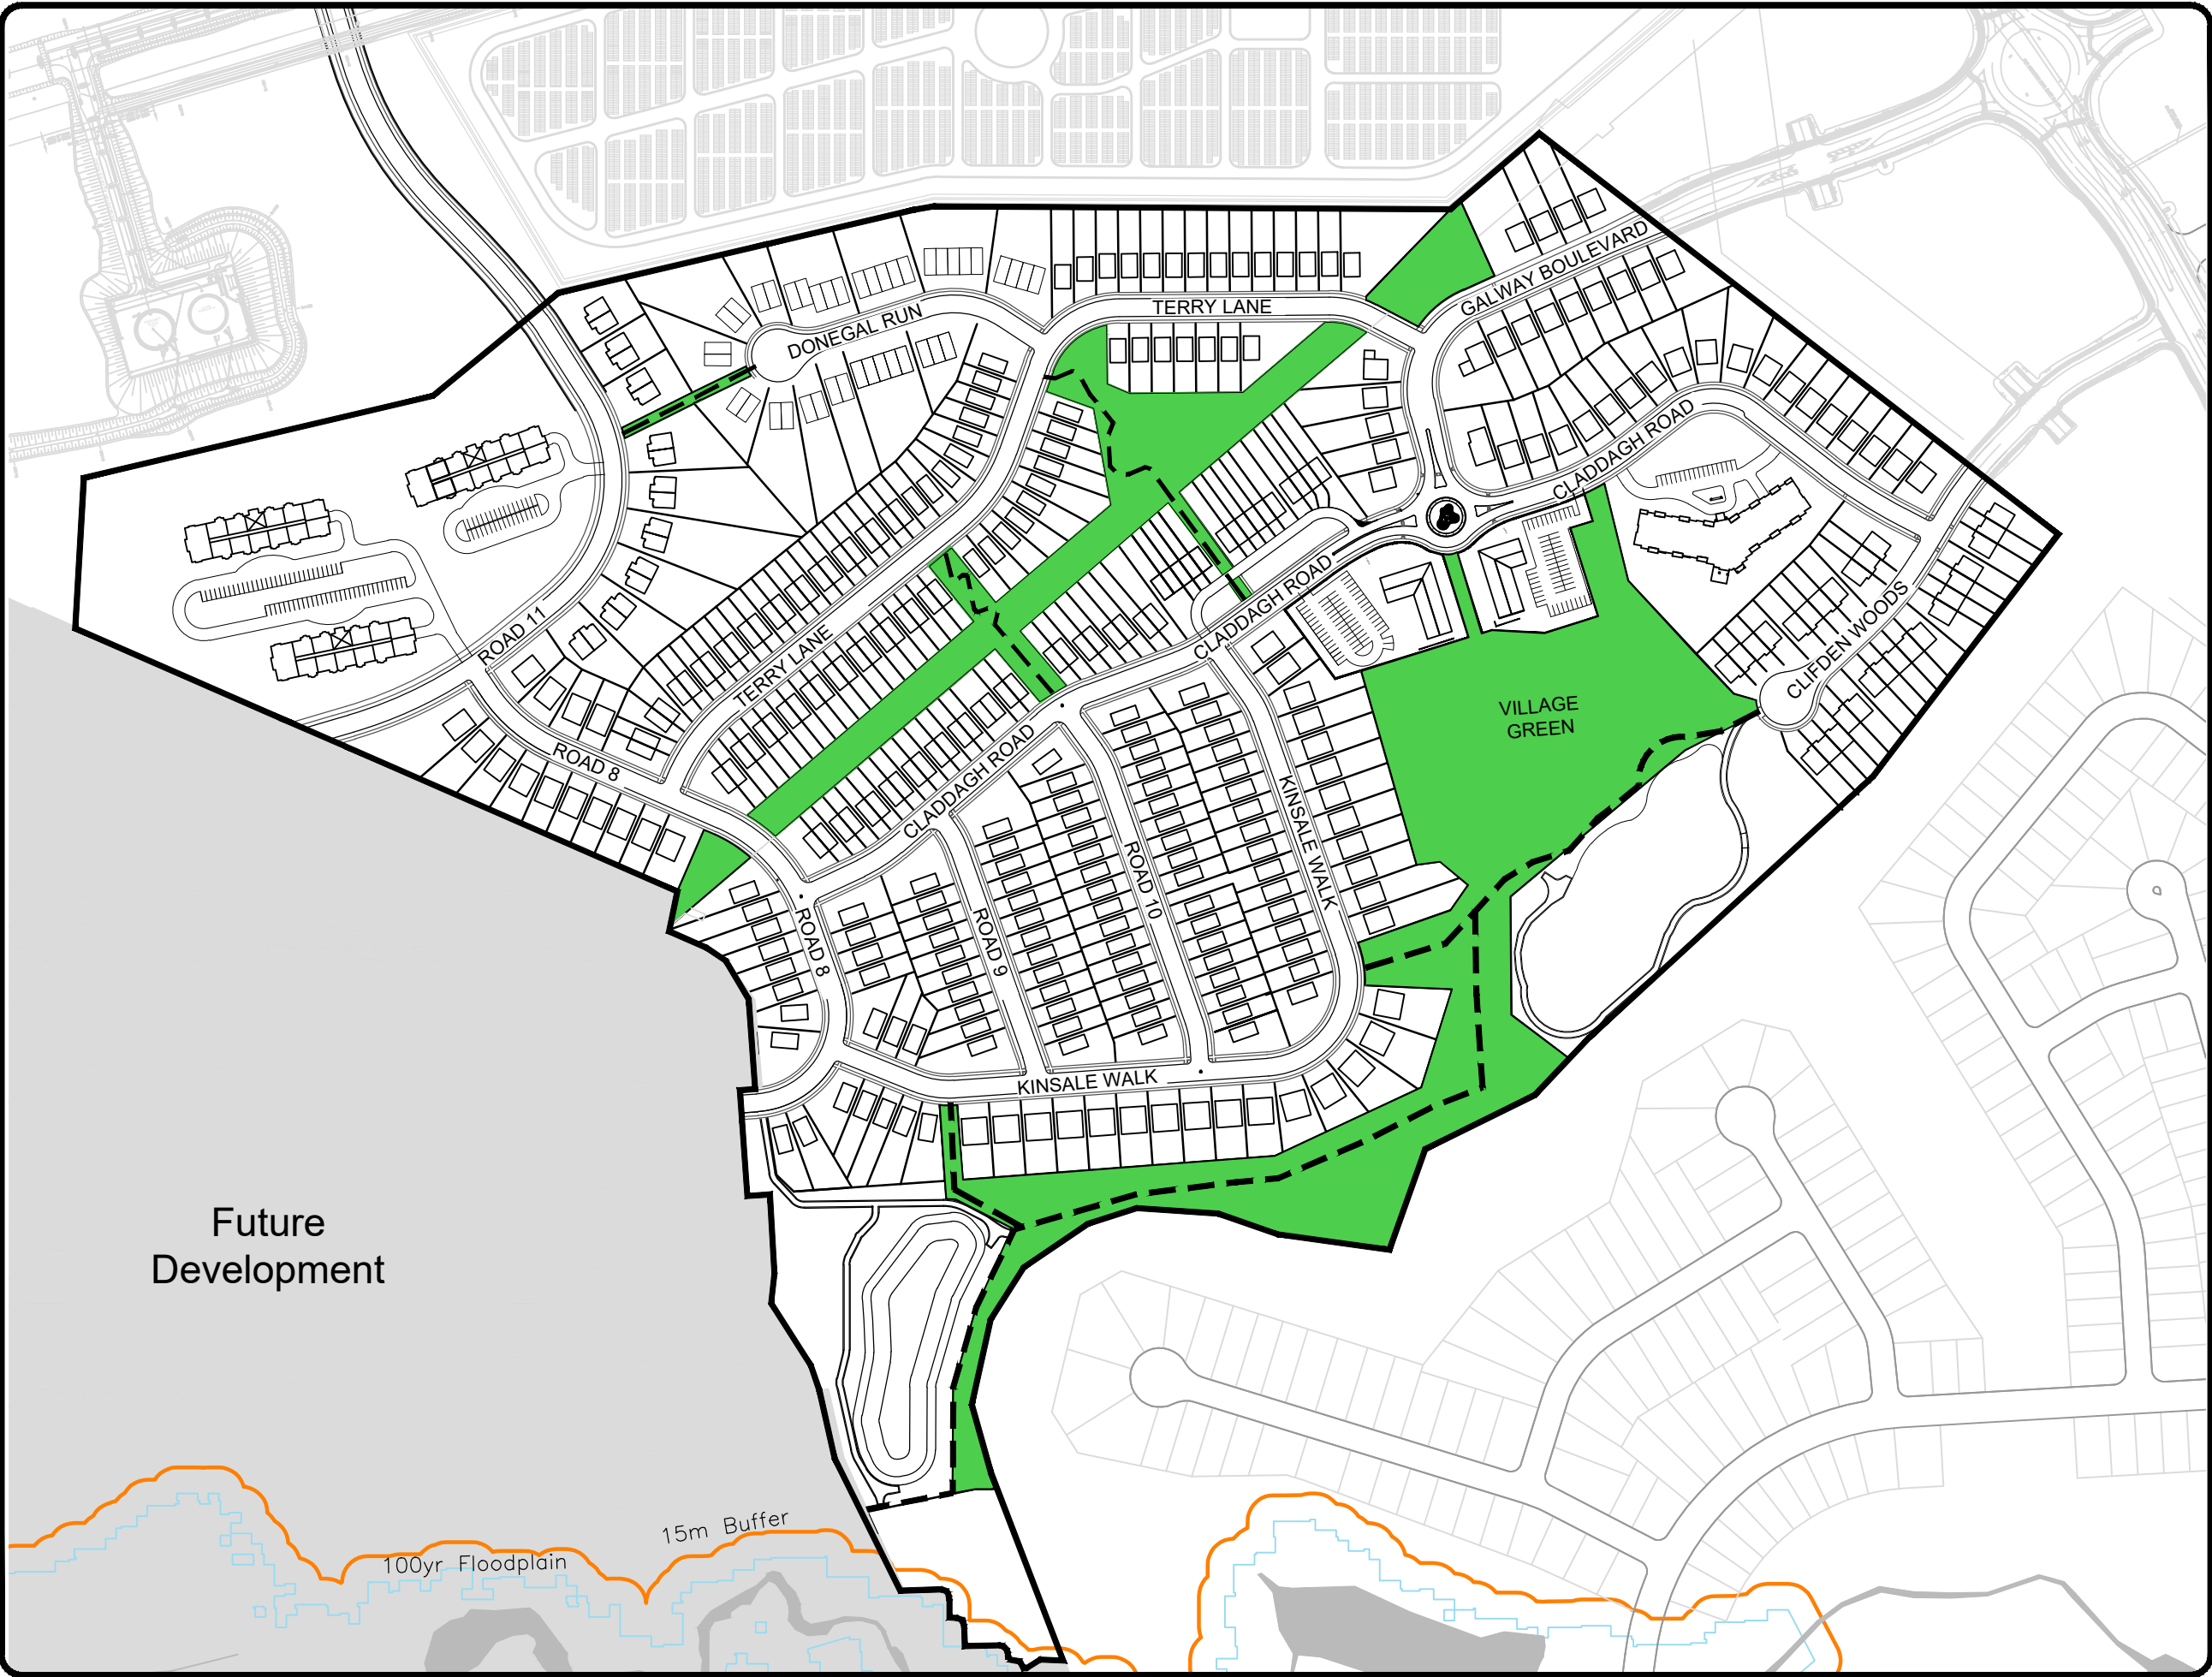 GALWAY BOULEVARD
TERRY LANE
DONEGAL RUN
CLADDAGH ROAD
CLADDAGH ROAD
ROAD 11
TERRY LANE
CLIFDEN WOODS
VILLAGE
GREEN
ROAD 8
CLADDAGH ROAD
KINSALE WALK
ROAD 10
ROAD 8
ROAD 9
KINSALE WALK
Future
Development
15m Buffer
100yr Floodplain